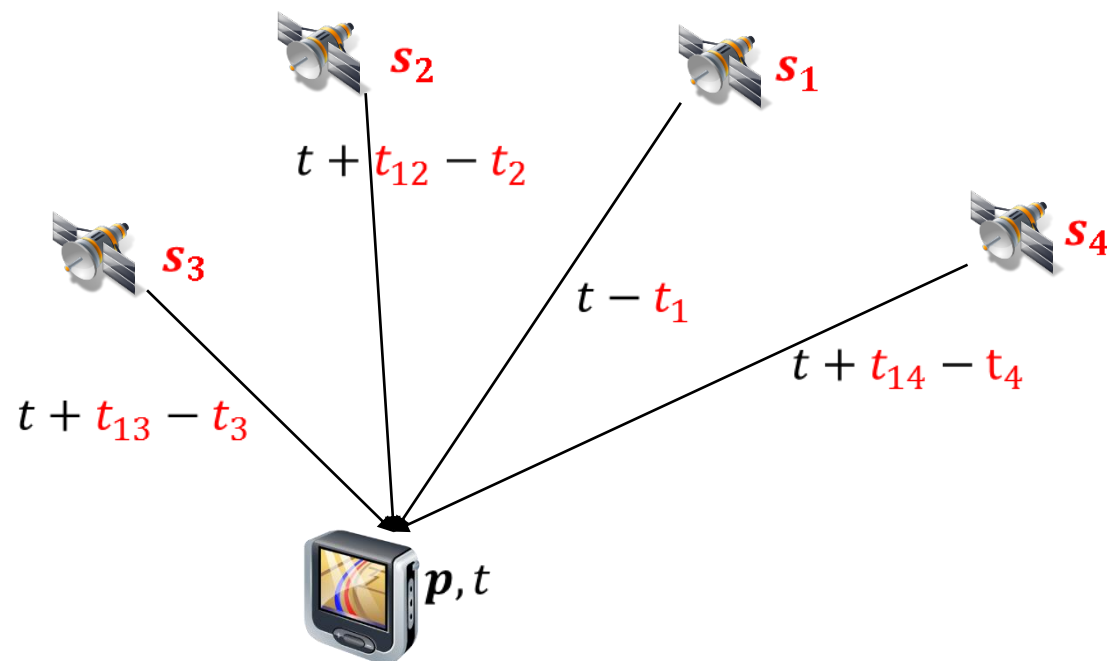 s₂
s₁
t + t₁₂ − t₂
s₃
s₄
t − t₁
t + t₁₄ − t₄
t + t₁₃ − t₃
p, t